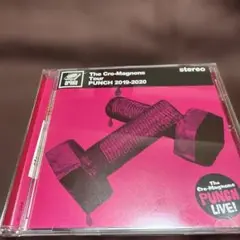 The Cro-Magnons
Tour
PUNCH 2019-2020
stereo
The
Cro-Magnons
PUNCH
LIVE!